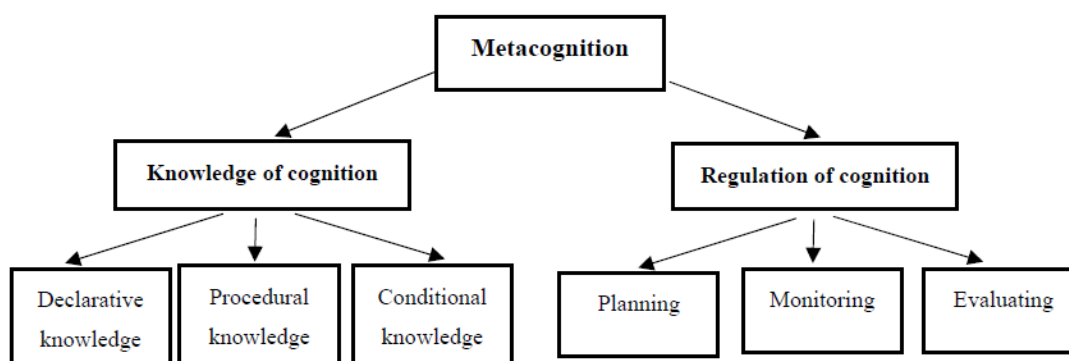 Metacognition
Knowledge of cognition
Regulation of cognition
Declarative
knowledge
Procedural
knowledge
Conditional
knowledge
Planning
Monitoring
Evaluating